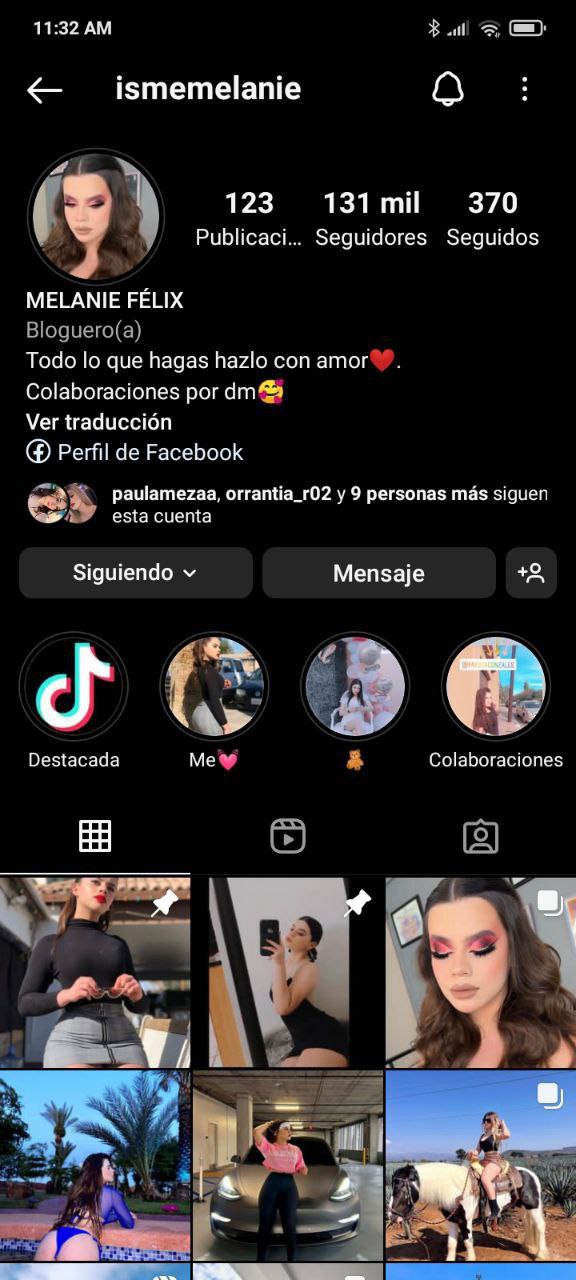 11:32 AM
ismemelanie
123 131 mil 370
Publicaci... Seguidores Seguidos
MELANIE FÉLIX
Bloguero(a)
Todo lo que hagas hazlo con amor❤️.
Colaboraciones por dm🥰
Ver traducción
Perfil de Facebook
paulamezaa, orrantia_r02 y 9 personas más siguen
esta cuenta
Siguiendo Mensaje
Destacada Me💓 🧸 Colaboraciones